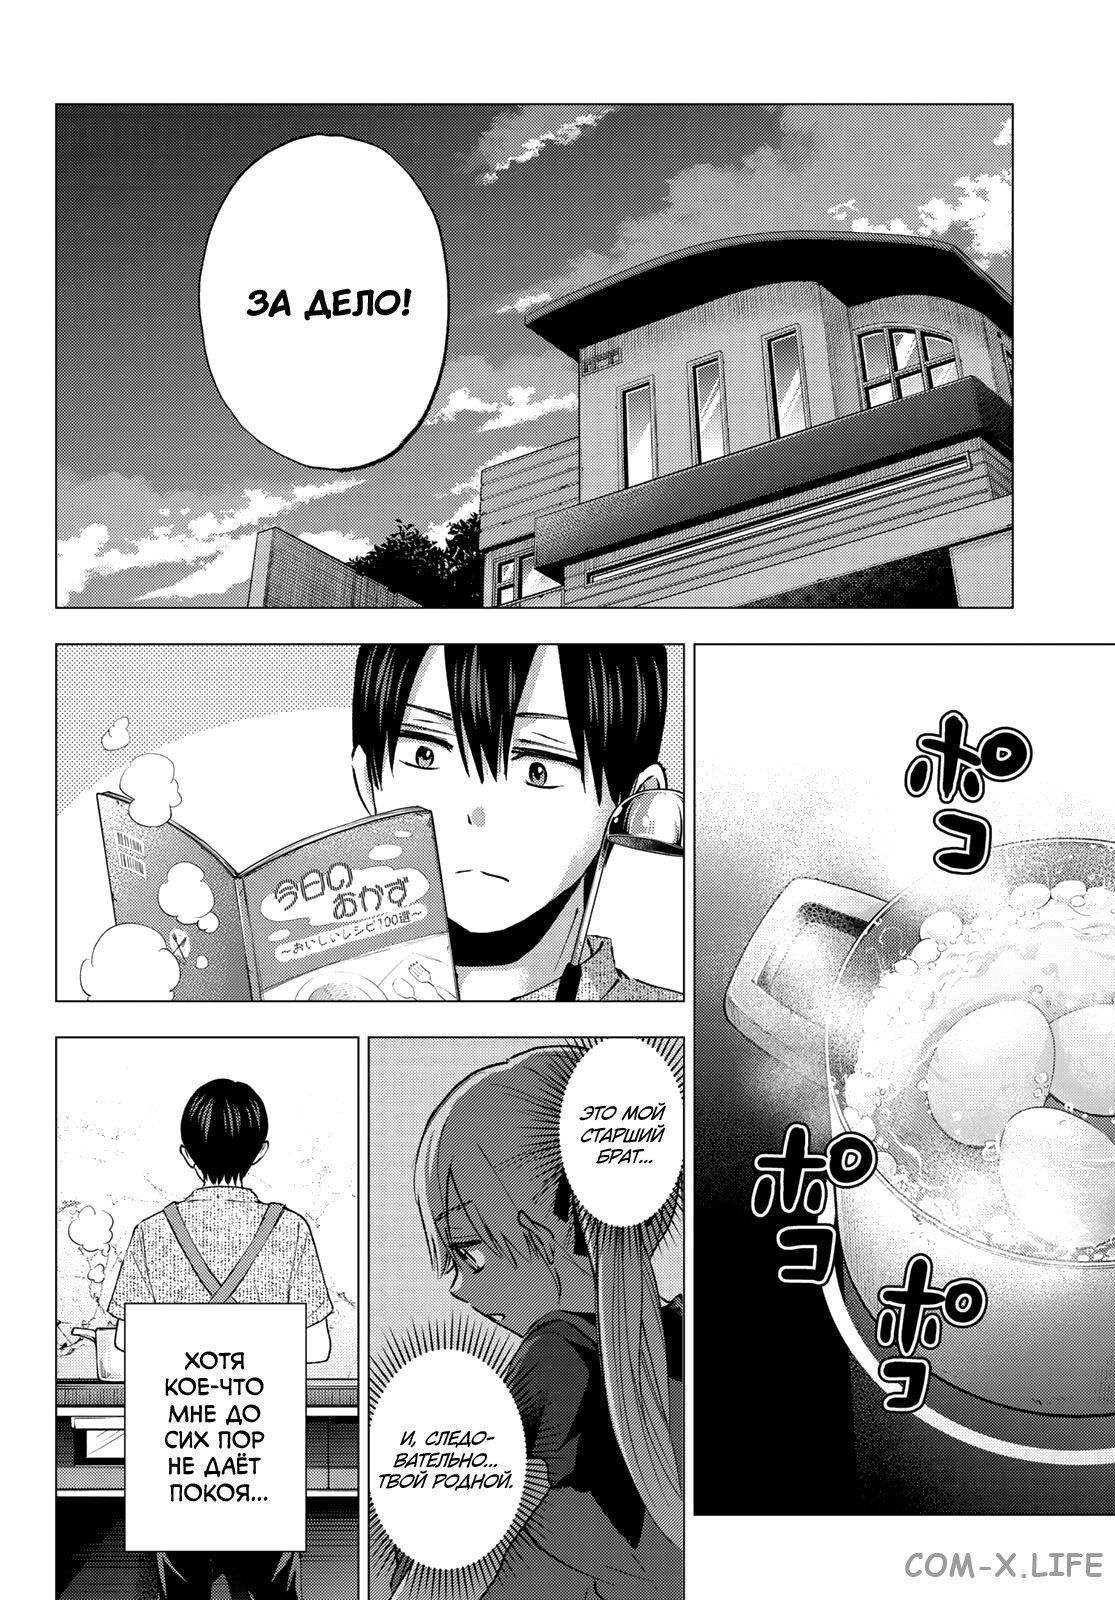 ЗА ДЕЛО!
ポコ
ポコ
ポコ
今日の
おかず
～おいしいレシピ100選～
ЭТО МОЙ
СТАРШИЙ
БРАТ...
И, СЛЕДО-
ВАТЕЛЬНО...
ТВОЙ РОДНОЙ.
ХОТЯ
КОЕ-ЧТО
МНЕ ДО
СИХ ПОР
НЕ ДАЁТ
ПОКОЯ...
COM-X.LIFE